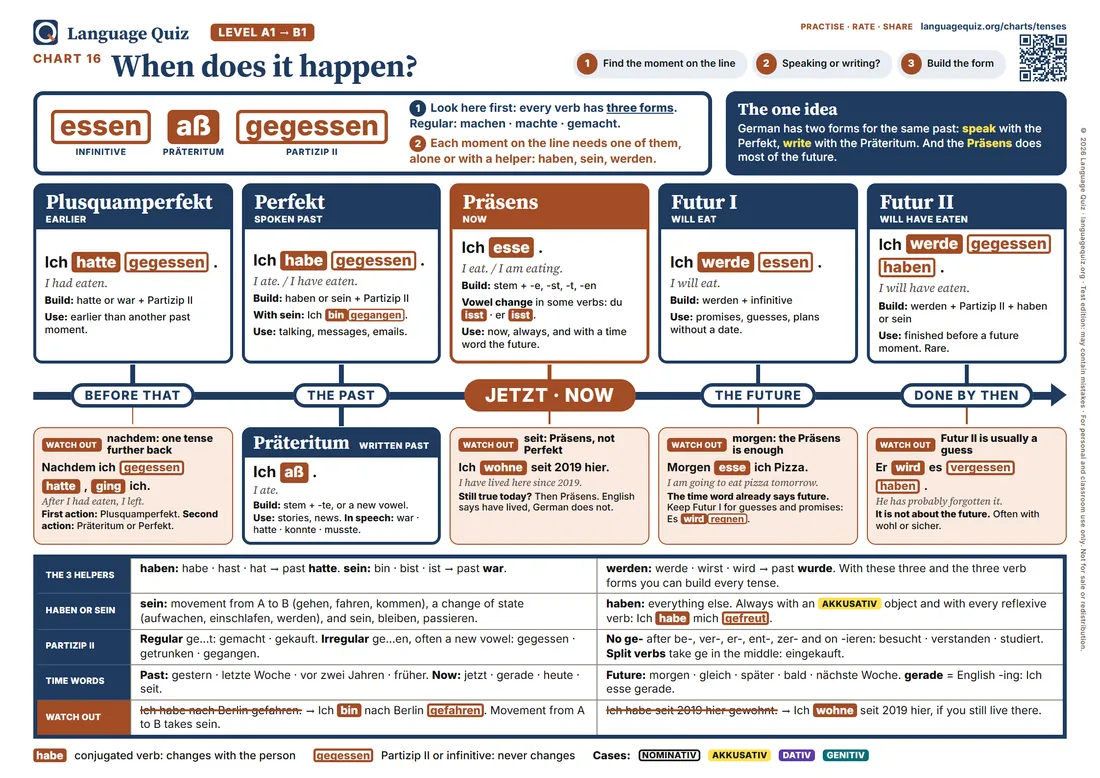 Language Quiz
LEVEL A1 → B1
PRACTISE · RATE · SHARE languagequiz.org/charts/tenses
CHART 16 When does it happen?
1 Find the moment on the line
2 Speaking or writing?
3 Build the form
essen
INFINITIVE
aß
PRÄTERITUM
gegessen
PARTIZIP II
1 Look here first: every verb has three forms.
Regular: machen · machte · gemacht.
2 Each moment on the line needs one of them,
alone or with a helper: haben, sein, werden.
The one idea
German has two forms for the same past: speak with the
Perfekt, write with the Präteritum. And the Präsens does
most of the future.
Plusquamperfekt
EARLIER
Ich hatte gegessen .
I had eaten.
Build: hatte or war + Partizip II
Use: earlier than another past
moment.
Perfekt
SPOKEN PAST
Ich habe gegessen .
I ate. / I have eaten.
Build: haben or sein + Partizip II
With sein: Ich bin gegangen.
Use: talking, messages, emails.
Präsens
NOW
Ich esse .
I eat. / I am eating.
Build: stem + -e, -st, -t, -en
Vowel change in some verbs: du
isst · er isst.
Use: now, always, and with a time
word the future.
Futur I
WILL EAT
Ich werde essen .
I will eat.
Build: werden + infinitive
Use: promises, guesses, plans
without a date.
Futur II
WILL HAVE EATEN
Ich werde gegessen
haben .
I will have eaten.
Build: werden + Partizip II + haben
or sein
Use: finished before a future
moment. Rare.
BEFORE THAT
THE PAST
JETZT · NOW
THE FUTURE
DONE BY THEN
WATCH OUT nachdem: one tense
further back
Nachdem ich gegessen
hatte , ging ich.
After I had eaten, I left.
First action: Plusquamperfekt. Second
action: Präteritum or Perfekt.
Präteritum WRITTEN PAST
Ich aß .
I ate.
Build: stem + -te, or a new vowel.
Use: stories, news. In speech: war ·
hatte · konnte · musste.
WATCH OUT seit: Präsens, not
Perfekt
Ich wohne seit 2019 hier.
I have lived here since 2019.
Still true today? Then Präsens. English
says have lived, German does not.
WATCH OUT morgen: the Präsens
is enough
Morgen esse ich Pizza.
I am going to eat pizza tomorrow.
The time word already says future.
Keep Futur I for guesses and promises:
Es wird regnen.
WATCH OUT Futur II is usually a
guess
Er wird es vergessen
haben .
He has probably forgotten it.
It is not about the future. Often with
wohl or sicher.
THE 3 HELPERS
haben: habe · hast · hat → past hatte. sein: bin · bist · ist → past war.
werden: werde · wirst · wird → past wurde. With these three and the three verb
forms you can build every tense.
HABEN OR SEIN
sein: movement from A to B (gehen, fahren, kommen), a change of state
(aufwachen, einschlafen, werden), and sein, bleiben, passieren.
haben: everything else. Always with an AKKUSATIV object and with every reflexive
verb: Ich habe mich gefreut.
PARTIZIP II
Regular ge...t: gemacht · gekauft. Irregular ge...en, often a new vowel: gegessen ·
getrunken · gegangen.
No ge- after be-, ver-, er-, ent-, zer- and on -ieren: besucht · verstanden · studiert.
Split verbs take ge in the middle: eingekauft.
TIME WORDS
Past: gestern · letzte Woche · vor zwei Jahren · früher. Now: jetzt · gerade · heute ·
seit.
Future: morgen · gleich · später · bald · nächste Woche. gerade = English -ing: Ich
esse gerade.
WATCH OUT
Ich habe nach Berlin gefahren. → Ich bin nach Berlin gefahren. Movement from A
to B takes sein.
Ich habe seit 2019 hier gewohnt. → Ich wohne seit 2019 hier, if you still live there.
habe conjugated verb: changes with the person
gegessen Partizip II or infinitive: never changes
Cases: NOMINATIV AKKUSATIV DATIV GENITIV
© 2026 Language Quiz · languagequiz.org · Test edition: may contain mistakes · For personal and classroom use only. Not for sale or redistribution.